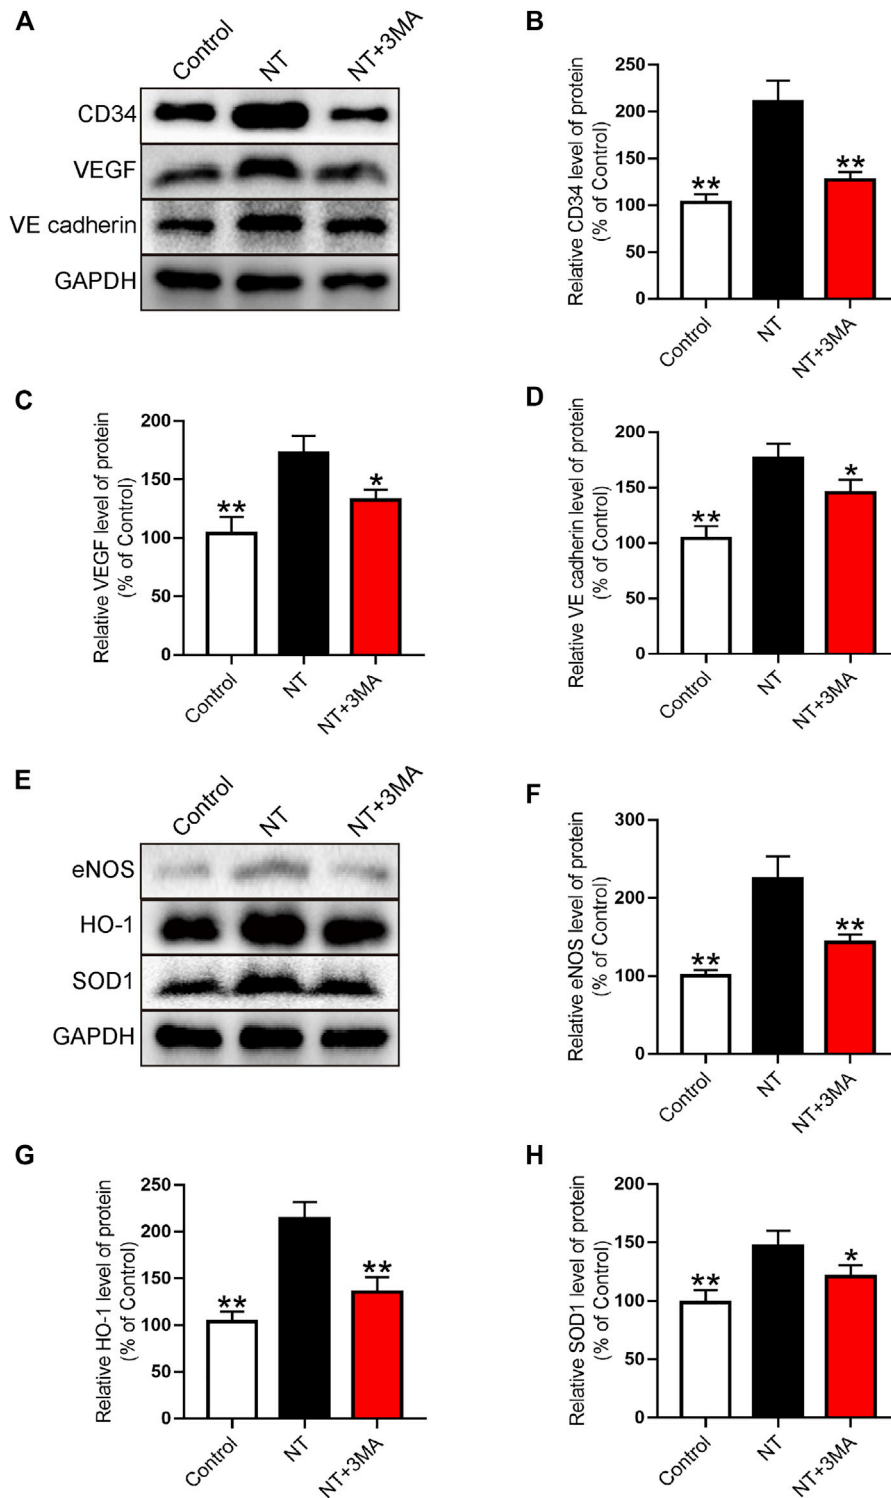 A
Control NT NT+3MA
CD34
VEGF
VE cadherin
GAPDH
B
Relative CD34 level of protein
(% of Control)
250
200
150
100
50
0
**
**
Control NT NT+3MA
C
Relative VEGF level of protein
(% of Control)
200
150
100
50
0
**
*
Control NT NT+3MA
D
Relative VE cadherin level of protein
(% of Control)
200
150
100
50
0
**
*
Control NT NT+3MA
E
Control NT NT+3MA
eNOS
HO-1
SOD1
GAPDH
F
Relative eNOS level of protein
(% of Control)
300
200
100
0
**
**
Control NT NT+3MA
G
Relative HO-1 level of protein
(% of Control)
250
200
150
100
50
0
**
**
Control NT NT+3MA
H
Relative SOD1 level of protein
(% of Control)
200
150
100
50
0
**
*
Control NT NT+3MA